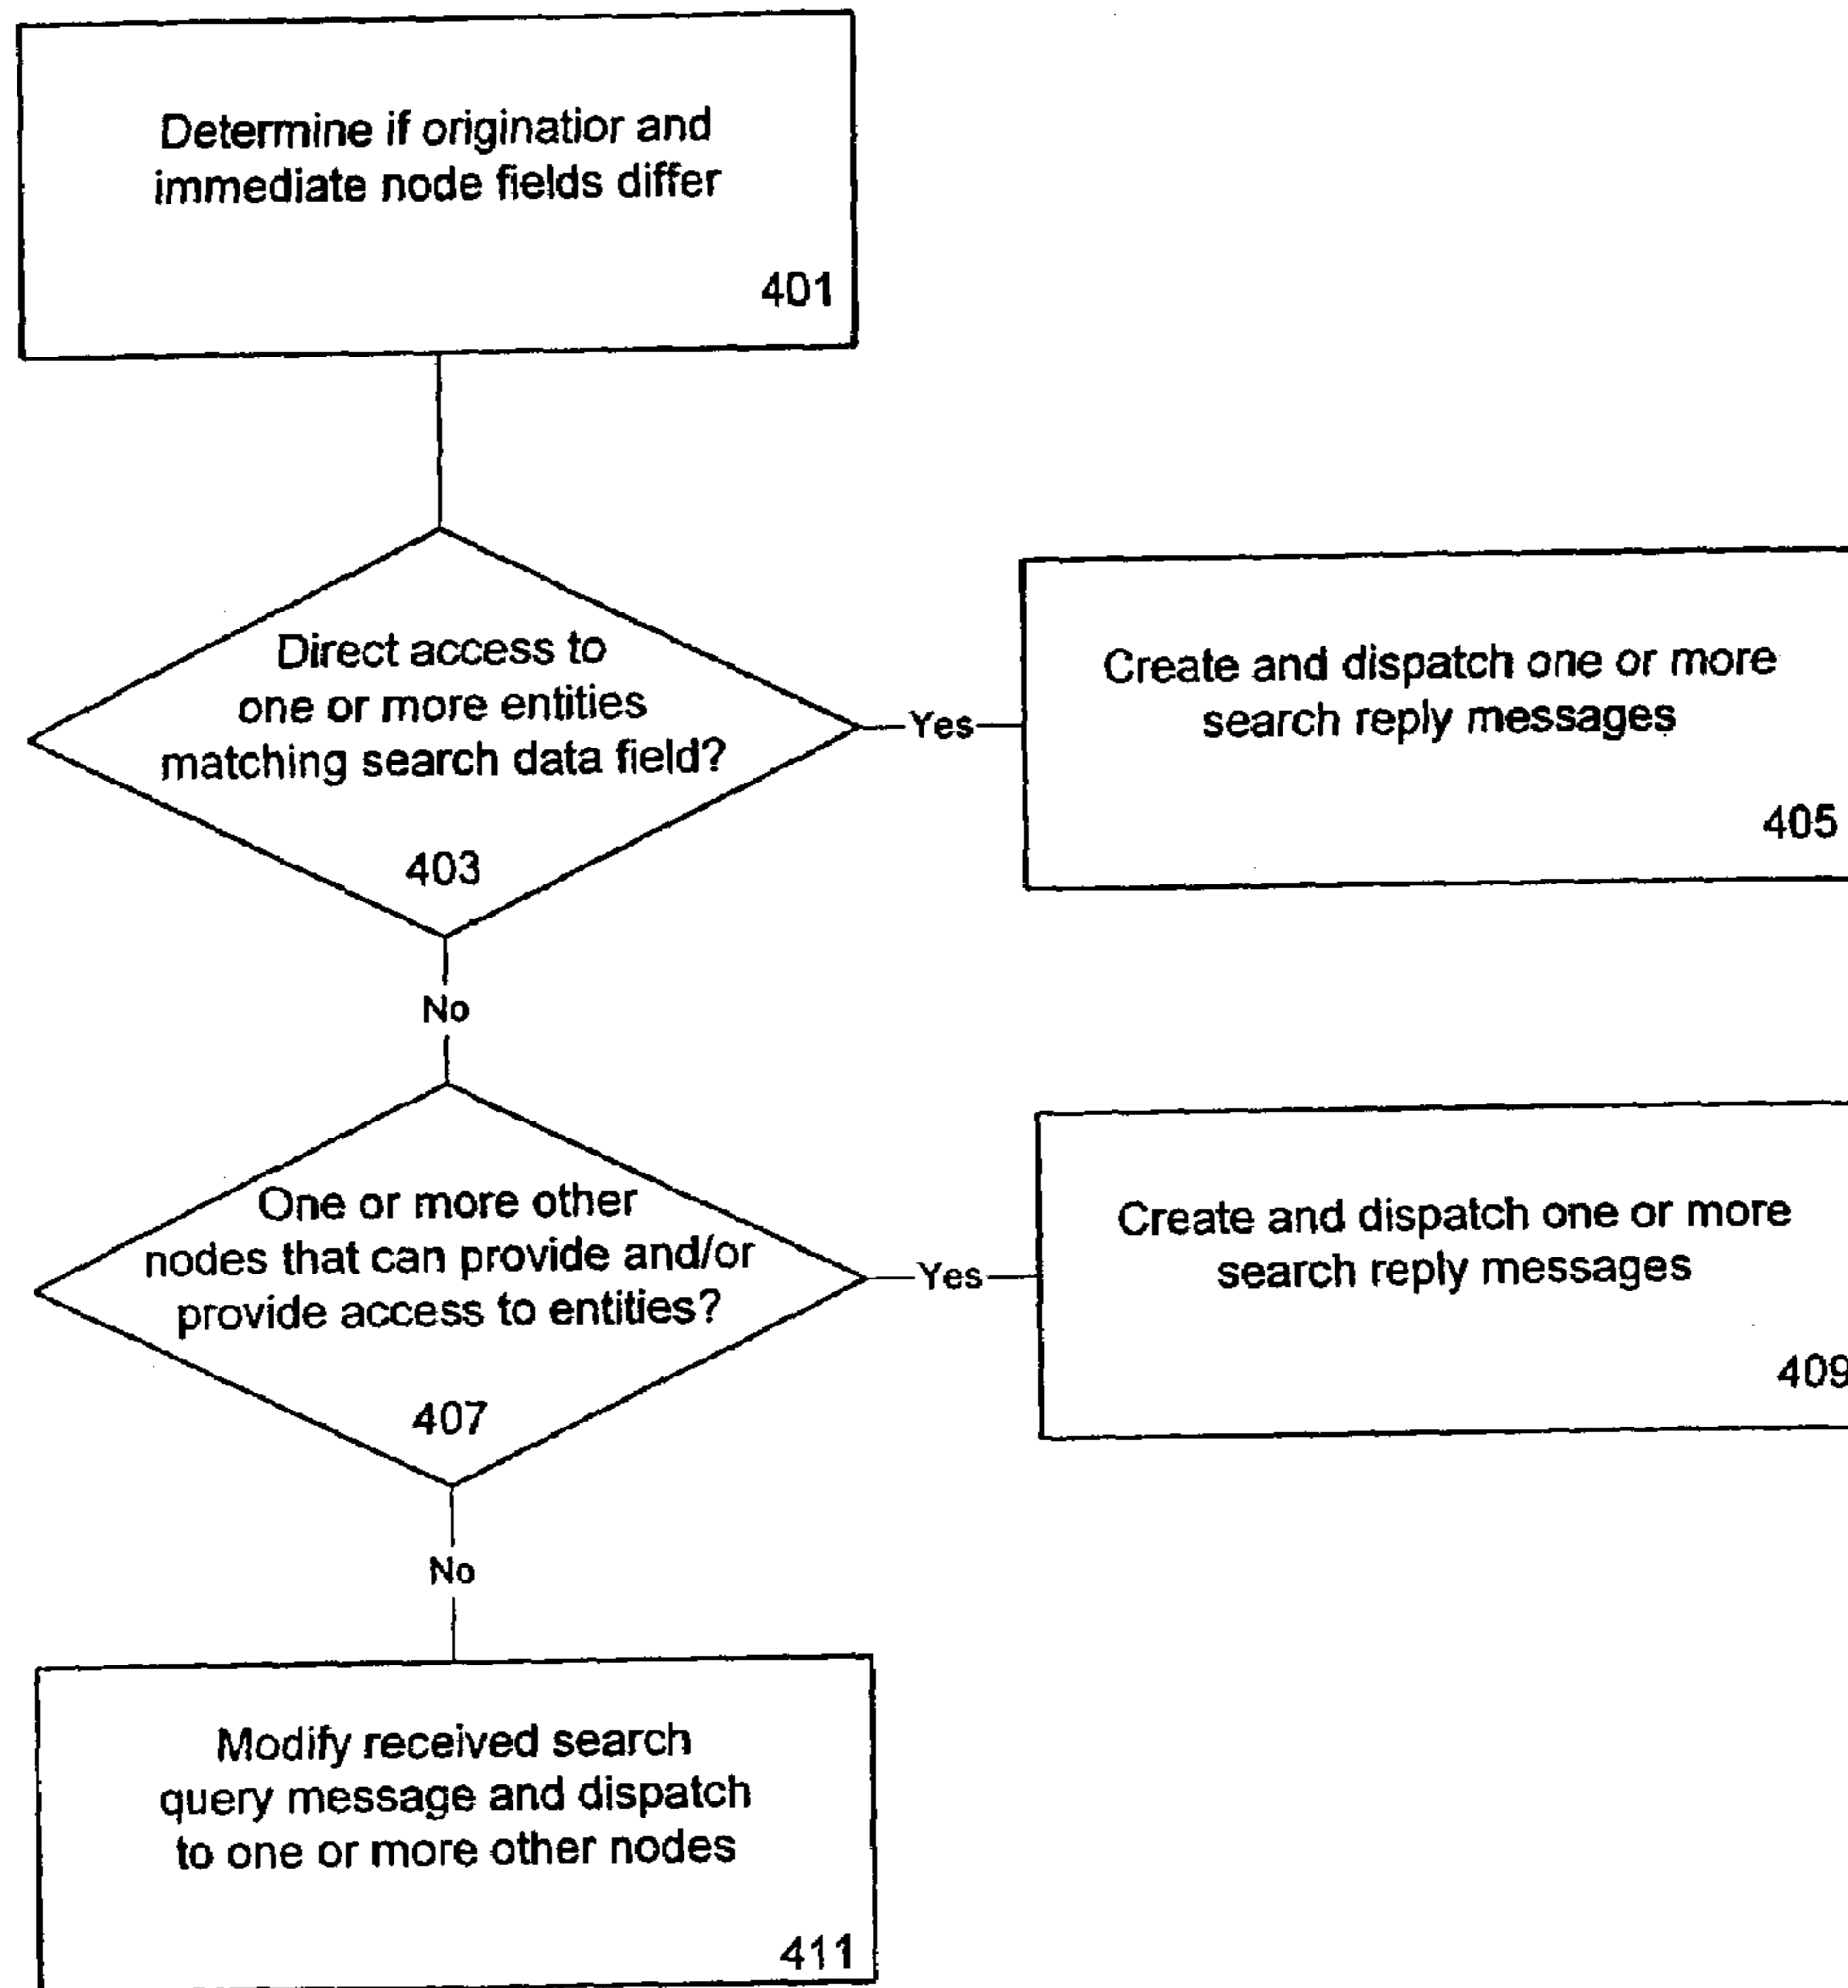 Determine if originatior and
immediate node fields differ
401
Direct access to
one or more entities
matching search data field?
403
Yes
Create and dispatch one or more
search reply messages
405
No
One or more other
nodes that can provide and/or
provide access to entities?
407
Yes
Create and dispatch one or more
search reply messages
409
No
Modify received search
query message and dispatch
to one or more other nodes
411